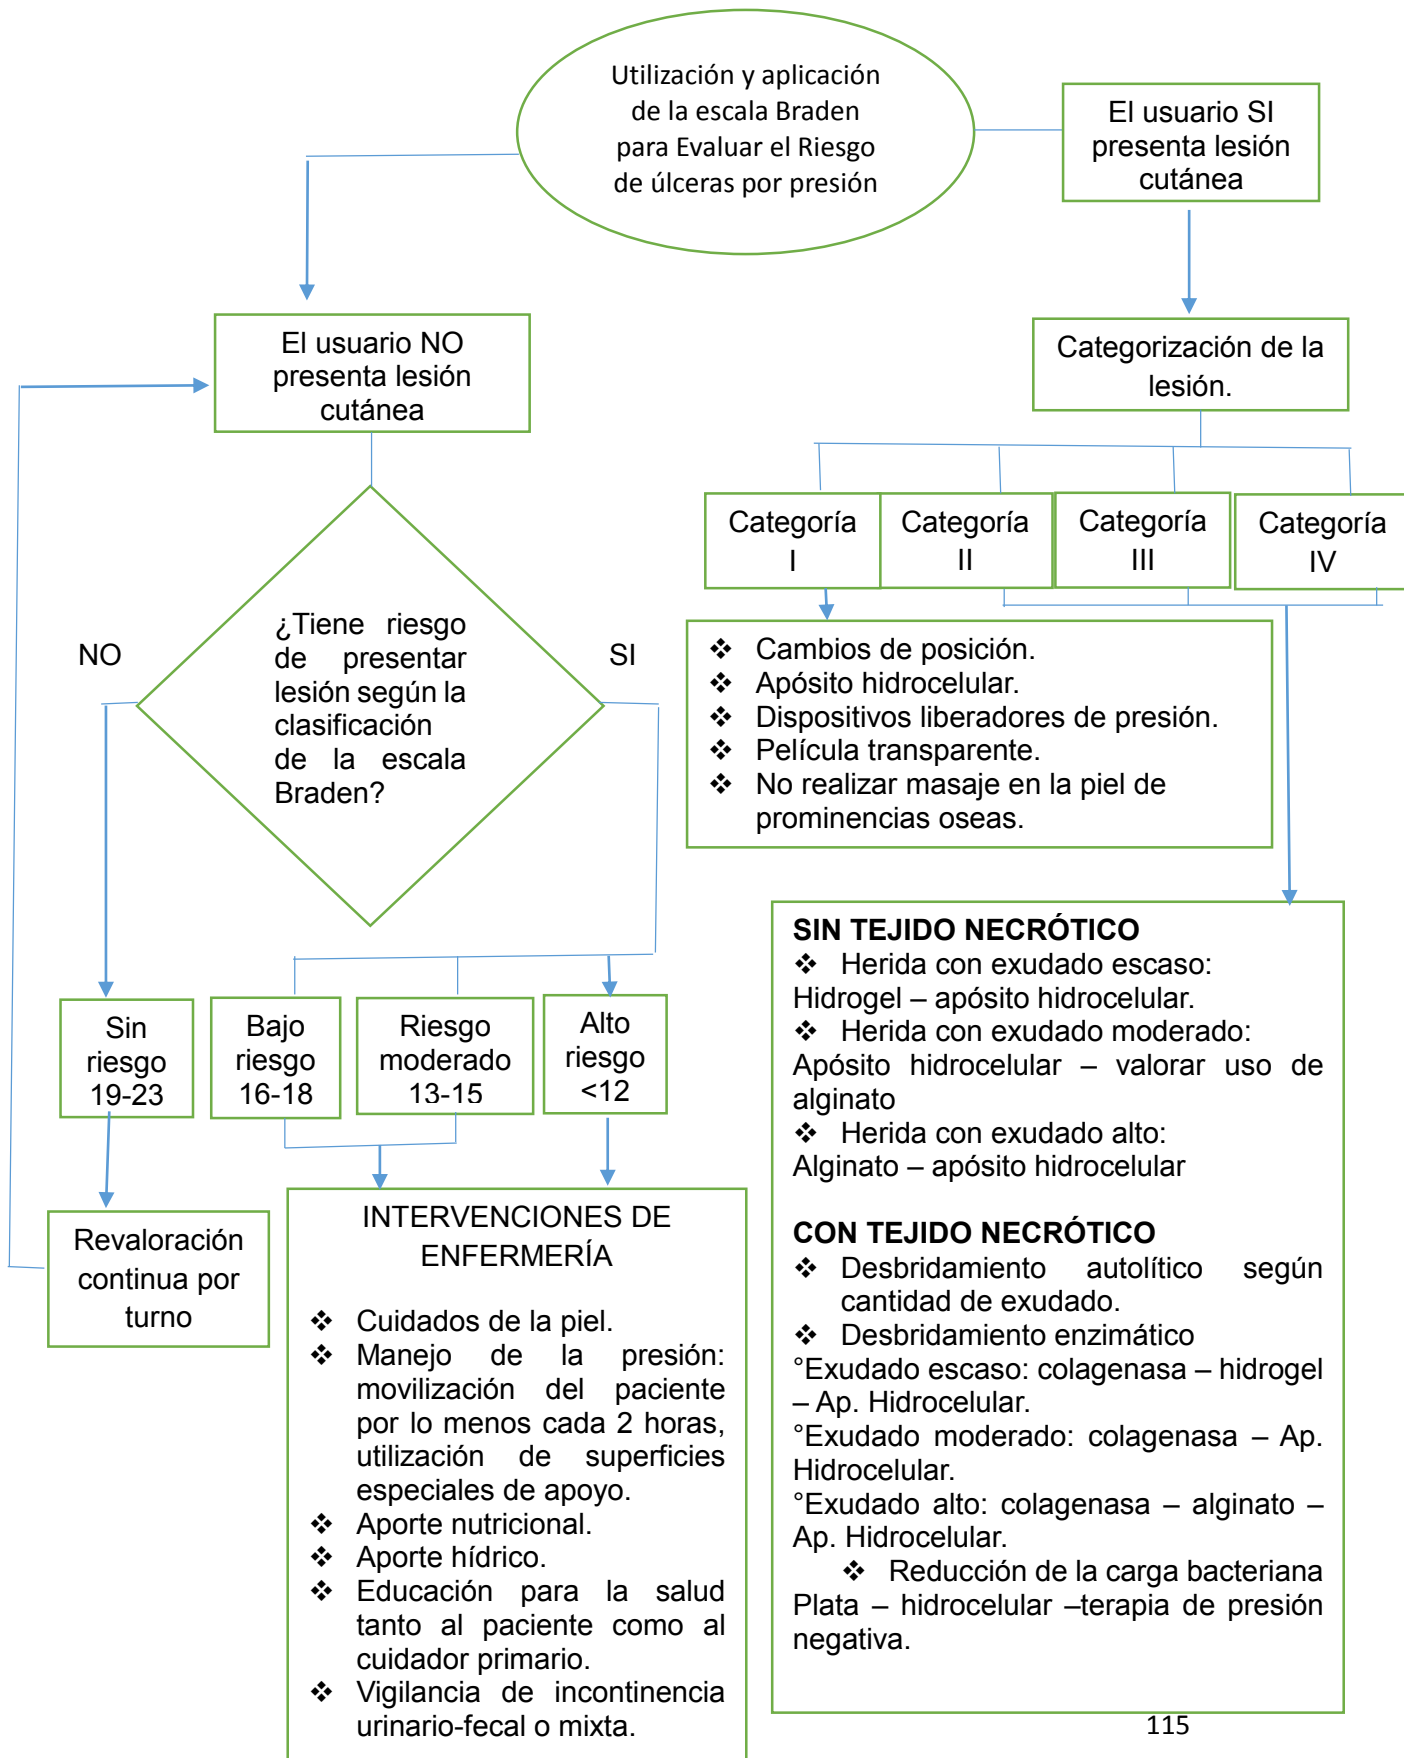 Utilización y aplicación
de la escala Braden
para Evaluar el Riesgo
de úlceras por presión
El usuario SI
presenta lesión
cutánea
El usuario NO
presenta lesión
cutánea
Categorización de la
lesión.
Categoría
I
Categoría
II
Categoría
III
Categoría
IV
¿Tiene riesgo
de presentar
lesión según la
clasificación
de la escala
Braden?
NO
SI
❖ Cambios de posición.
❖ Apósito hidrocelular.
❖ Dispositivos liberadores de presión.
❖ Película transparente.
❖ No realizar masaje en la piel de
prominencias oseas.
Sin
riesgo
19-23
Bajo
riesgo
16-18
Riesgo
moderado
13-15
Alto
riesgo
<12
Revaloración
continua por
turno
INTERVENCIONES DE
ENFERMERÍA
❖ Cuidados de la piel.
❖ Manejo de la presión:
movilización del paciente
por lo menos cada 2 horas,
utilización de superficies
especiales de apoyo.
❖ Aporte nutricional.
❖ Aporte hídrico.
❖ Educación para la salud
tanto al paciente como al
cuidador primario.
❖ Vigilancia de incontinencia
urinario-fecal o mixta.
SIN TEJIDO NECRÓTICO
❖ Herida con exudado escaso:
Hidrogel – apósito hidrocelular.
❖ Herida con exudado moderado:
Apósito hidrocelular – valorar uso de
alginato
❖ Herida con exudado alto:
Alginato – apósito hidrocelular
CON TEJIDO NECRÓTICO
❖ Desbridamiento autolítico según
cantidad de exudado.
❖ Desbridamiento enzimático
°Exudado escaso: colagenasa – hidrogel
– Ap. Hidrocelular.
°Exudado moderado: colagenasa – Ap.
Hidrocelular.
°Exudado alto: colagenasa – alginato –
Ap. Hidrocelular.
❖ Reducción de la carga bacteriana
Plata – hidrocelular –terapia de presión
negativa.
115